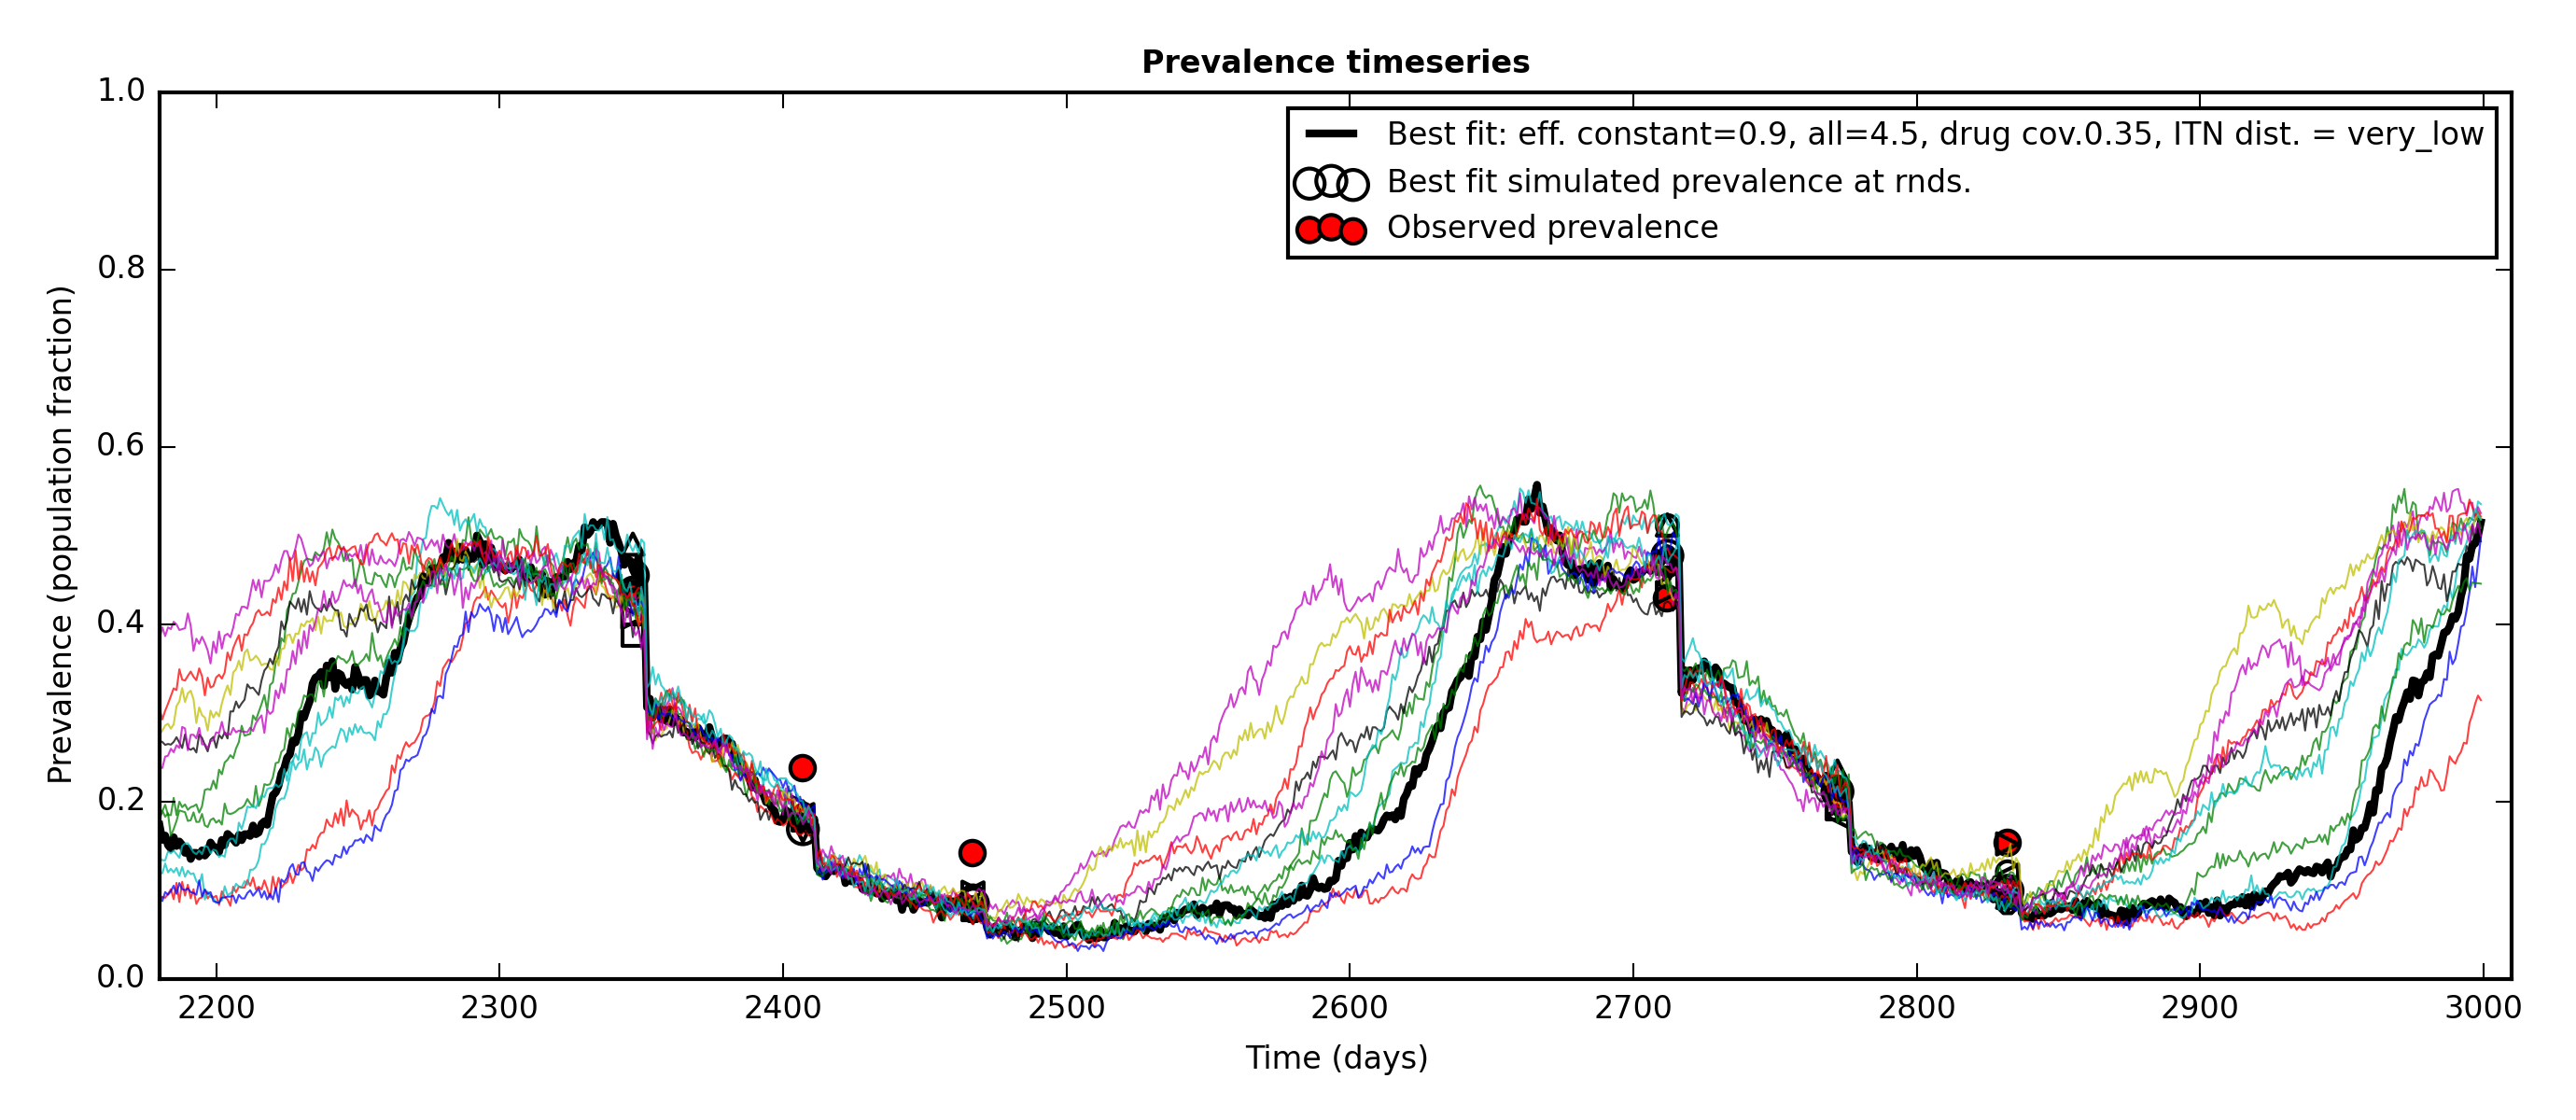 Prevalence timeseries
1.0
0.8
0.6
0.4
0.2
0.0
Prevalence (population fraction)
Best fit: eff. constant=0.9, all=4.5, drug cov.0.35, ITN dist. = very_low
Best fit simulated prevalence at rnds.
Observed prevalence
2200 2300 2400 2500 2600 2700 2800 2900 3000
Time (days)